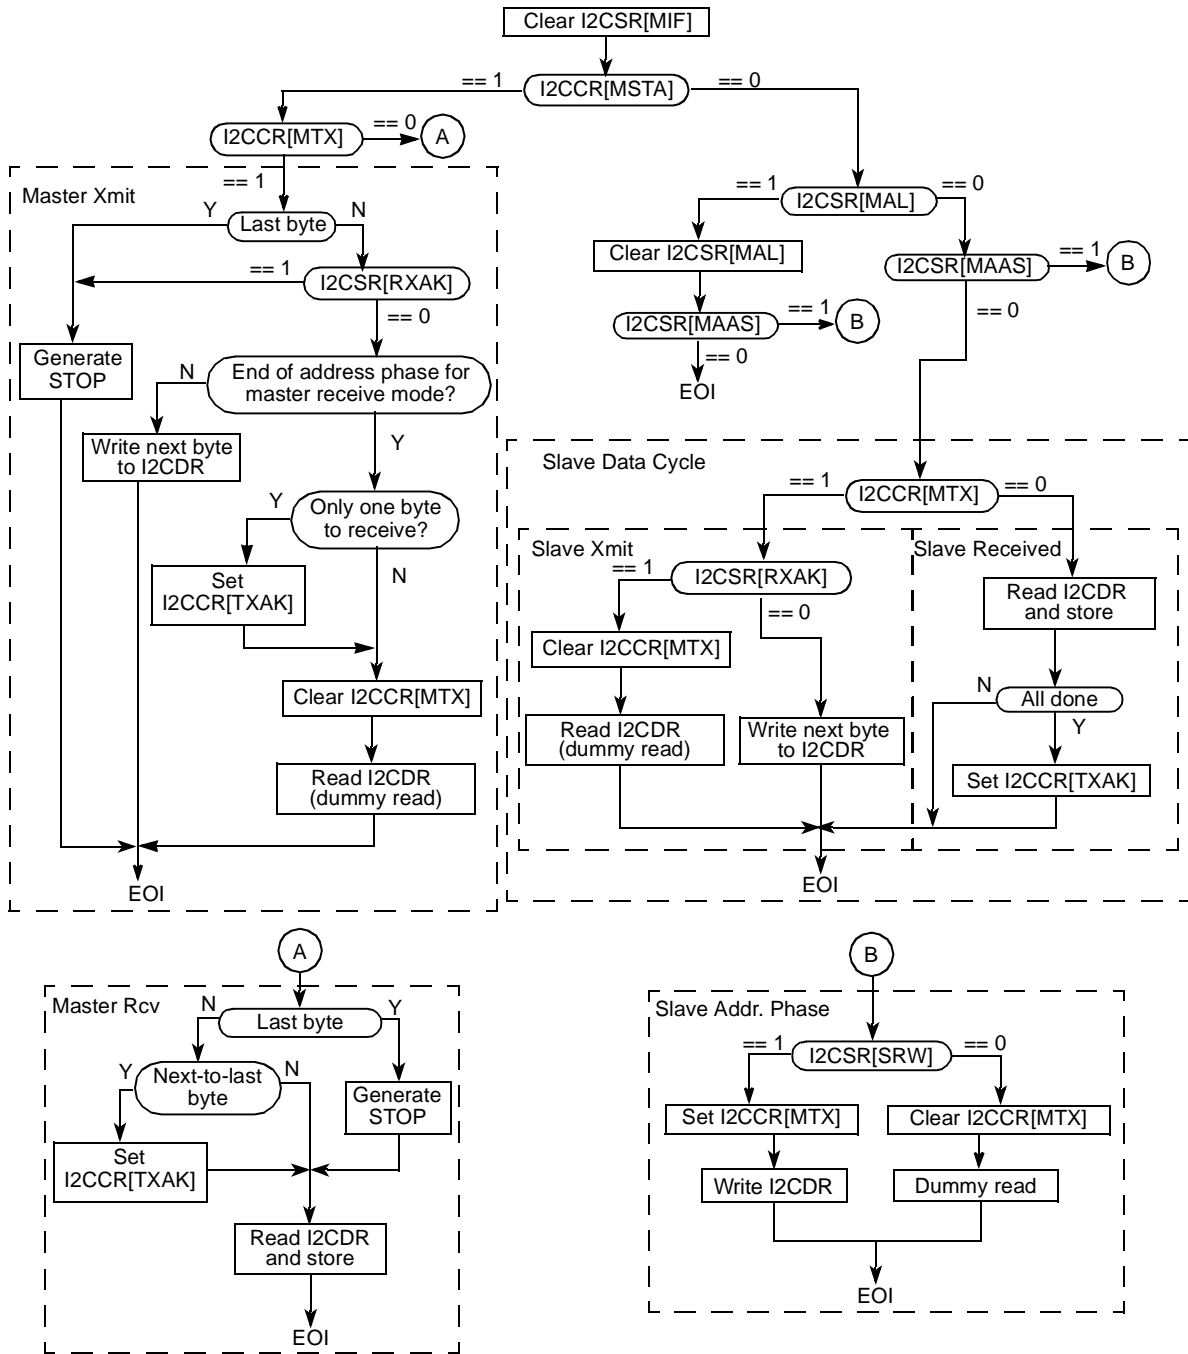 Clear I2CSR[MIF]
== 1
I2CCR[MSTA]
== 0
I2CCR[MTX]
== 0
A
== 1
Master Xmit
Y
Last byte
N
== 1
I2CSR[RXAK]
== 0
Generate
STOP
N
End of address phase for
master receive mode?
Write next byte
to I2CDR
Y
Y
Only one byte
to receive?
N
Set
I2CCR[TXAK]
Clear I2CCR[MTX]
Read I2CDR
(dummy read)
EOI
== 1
I2CSR[MAL]
== 0
Clear I2CSR[MAL]
I2CSR[MAAS]
== 1
B
== 0
EOI
I2CSR[MAAS]
== 1
B
== 0
Slave Data Cycle
== 1
I2CCR[MTX]
== 0
Slave Xmit
== 1
I2CSR[RXAK]
== 0
Clear I2CCR[MTX]
Read I2CDR
(dummy read)
Write next byte
to I2CDR
Slave Received
Read I2CDR
and store
N
All done
Y
Set I2CCR[TXAK]
EOI
A
Master Rcv
N
Last byte
Y
Y
Next-to-last
byte
N
Generate
STOP
Set
I2CCR[TXAK]
Read I2CDR
and store
EOI
B
Slave Addr. Phase
== 1
I2CSR[SRW]
== 0
Set I2CCR[MTX]
Clear I2CCR[MTX]
Write I2CDR
Dummy read
EOI